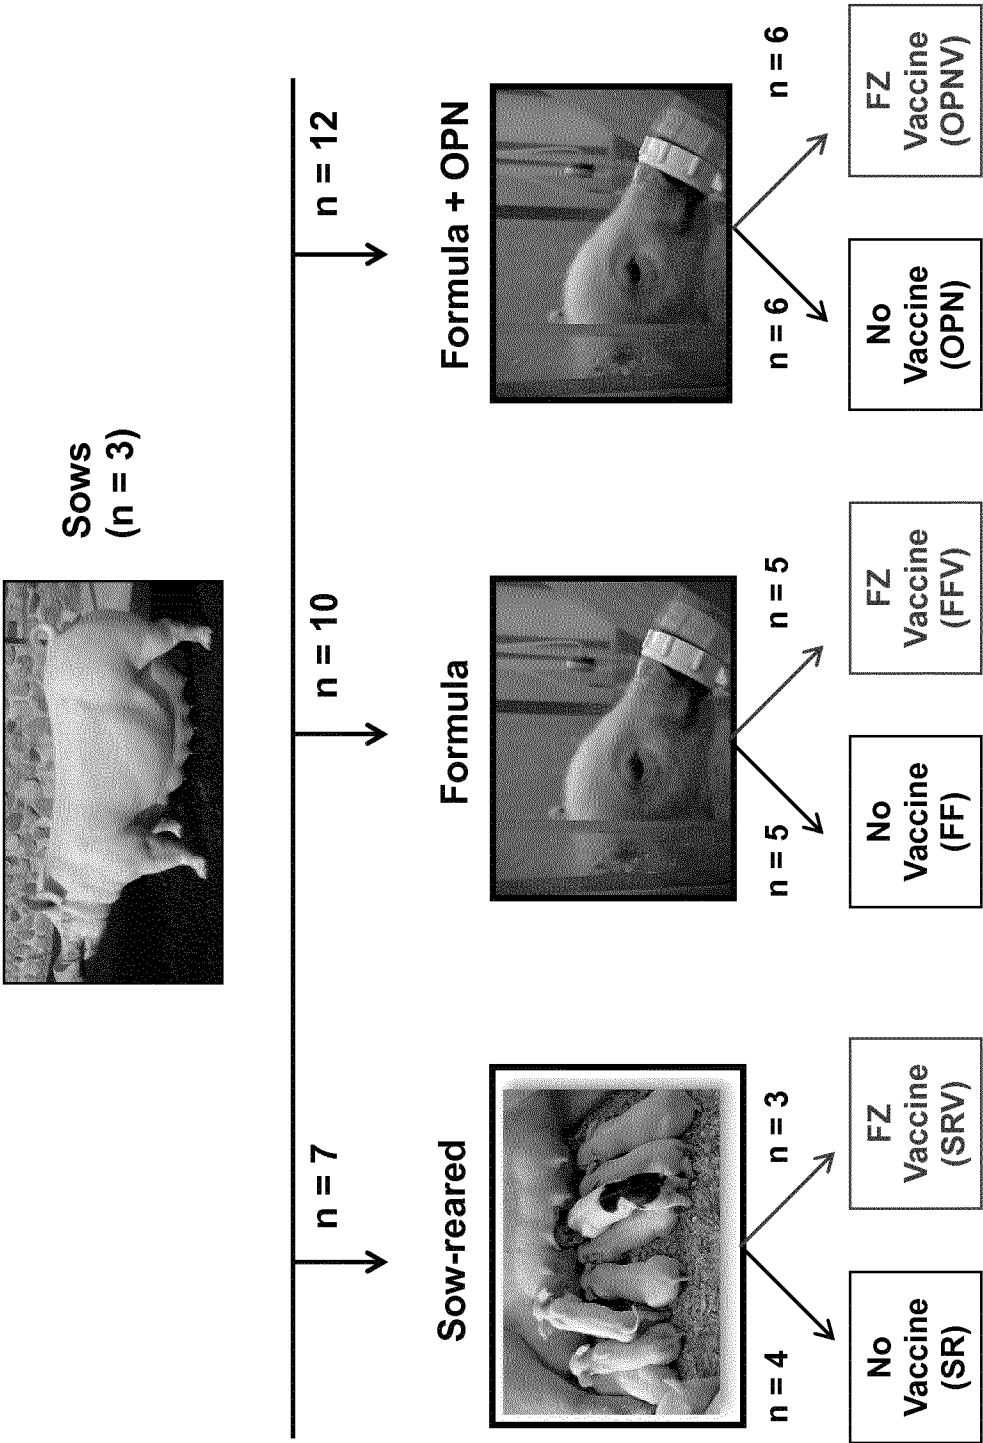 Sows
(n = 3)
n = 7
n = 10
n = 12
Sow-reared
Formula
Formula + OPN
n = 4
n = 3
n = 5
n = 5
n = 6
n = 6
No
Vaccine
(SR)
FZ
Vaccine
(SRV)
No
Vaccine
(FF)
FZ
Vaccine
(FFV)
No
Vaccine
(OPN)
FZ
Vaccine
(OPNV)